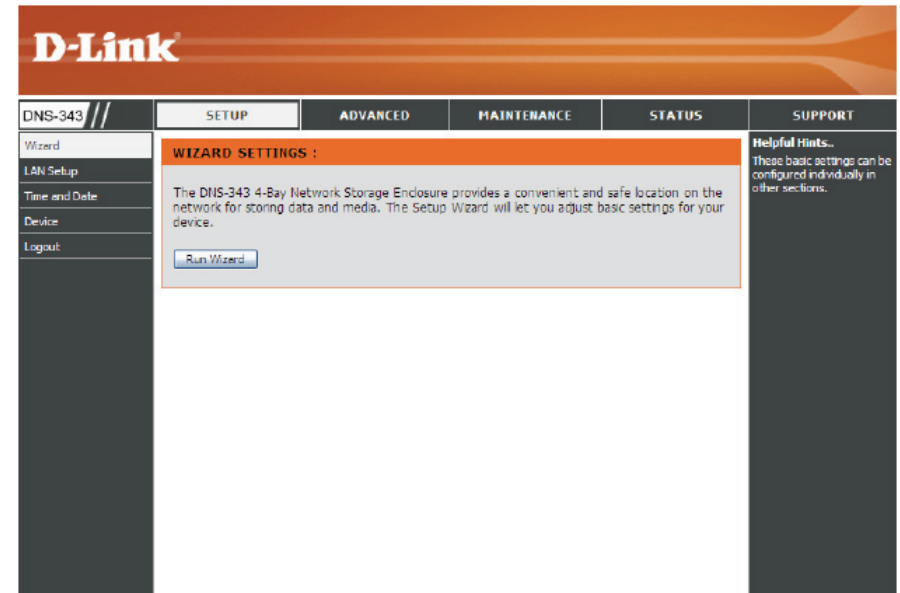 D-Link
DNS-343 // SETUP ADVANCED MAINTENANCE STATUS SUPPORT
Wizard
LAN Setup
Time and Date
Device
Logout
WIZARD SETTINGS :
The DNS-343 4-Bay Network Storage Enclosure provides a convenient and safe location on the
network for storing data and media. The Setup Wizard will let you adjust basic settings for your
device.
Run Wizard
Helpful Hints..
These basic settings can be
configured individually in
other sections.